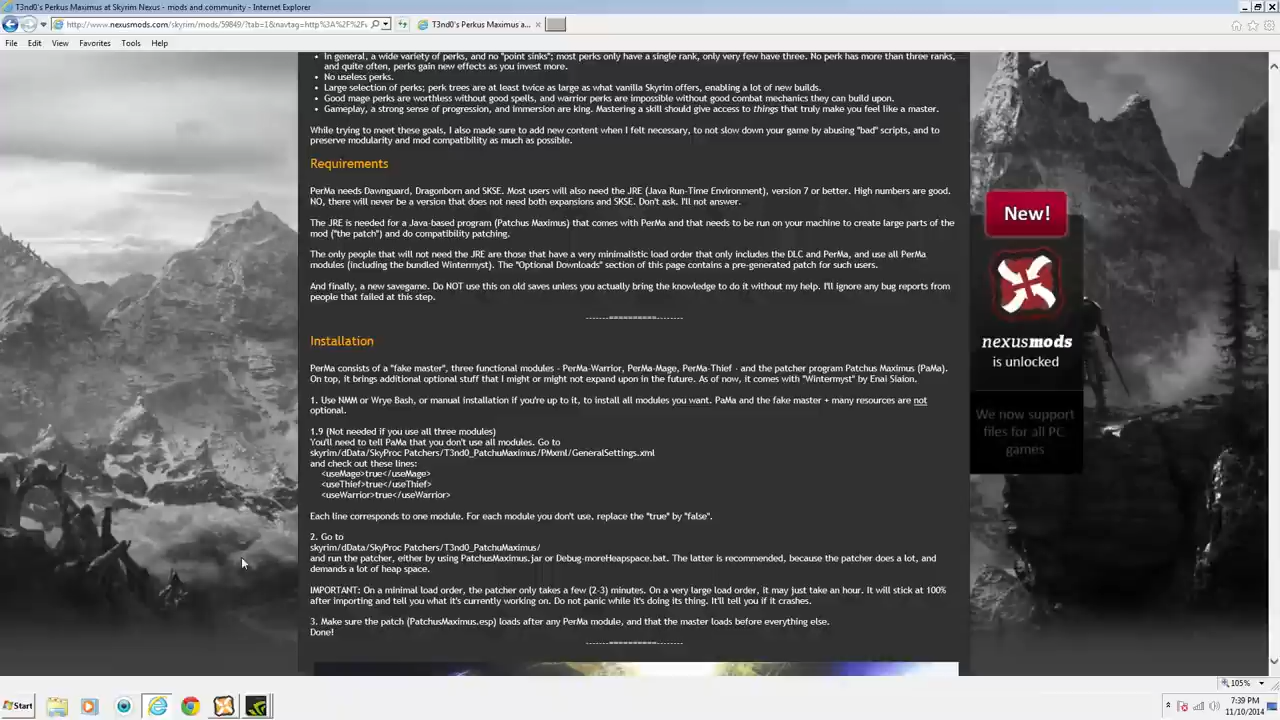 T3nd0's Perkus Maximus at Skyrim Nexus - mods and community - Internet Explorer
http://www.nexusmods.com/skyrim/mods/59849/?tab=1&navtag=http%3A%2F%2Fv
T3nd0's Perkus Maximus a...
File Edit View Favorites Tools Help
• In general, a wide variety of perks, and no "point sinks"; most perks only have a single rank, only very few have three. No perk has more than three ranks,
and quite often, perks gain new effects as you invest more.
• No useless perks.
• Large selection of perks; perk trees are at least twice as large as what vanilla Skyrim offers, enabling a lot of new builds.
• Good mage perks are worthless without good spells, and warrior perks are impossible without good combat mechanics they can build upon.
• Gameplay, a strong sense of progression, and immersion are king. Mastering a skill should give access to things that truly make you feel like a master.
While trying to meet these goals, I also made sure to add new content when I felt necessary, to not slow down your game by abusing "bad" scripts, and to
preserve modularity and mod compatibility as much as possible.
Requirements
PerMa needs Dawnguard, Dragonborn and SKSE. Most users will also need the JRE (Java Run-Time Environment), version 7 or better. High numbers are good.
NO, there will never be a version that does not need both expansions and SKSE. Don't ask. I'll not answer.
The JRE is needed for a Java-based program (Patchus Maximus) that comes with PerMa and that needs to be run on your machine to create large parts of the
mod ("the patch") and do compatibility patching.
The only people that will not need the JRE are those that have a very minimalistic load order that only includes the DLC and PerMa, and use all PerMa
modules (including the bundled Wintermyst). The "Optional Downloads" section of this page contains a pre-generated patch for such users.
And finally, a new savegame. Do NOT use this on old saves unless you actually bring the knowledge to do it without my help. I'll ignore any bug reports from
people that failed at this step.
-------==========-------
Installation
PerMa consists of a "fake master", three functional modules - PerMa-Warrior, PerMa-Mage, PerMa-Thief - and the patcher program Patchus Maximus (PaMa).
On top, it brings additional optional stuff that I might or might not expand upon in the future. As of now, it comes with "Wintermyst" by Enai Siaion.
1. Use NMM or Wrye Bash, or manual installation if you're up to it, to install all modules you want. PaMa and the fake master + many resources are not
optional.
1.9 (Not needed if you use all three modules)
You'll need to tell PaMa that you don't use all modules. Go to
skyrim/dData/SkyProc Patchers/T3nd0_PatchuMaximus/PMxml/GeneralSettings.xml
and check out these lines:
<useMage>true</useMage>
<useThief>true</useThief>
<useWarrior>true</useWarrior>
Each line corresponds to one module. For each module you don't use, replace the "true" by "false".
2. Go to
skyrim/dData/SkyProc Patchers/T3nd0_PatchuMaximus/
and run the patcher, either by using PatchusMaximus.jar or Debug-moreHeapspace.bat. The latter is recommended, because the patcher does a lot, and
demands a lot of heap space.
IMPORTANT: On a minimal load order, the patcher only takes a few (2-3) minutes. On a very large load order, it may just take an hour. It will stick at 100%
after importing and tell you what it's currently working on. Do not panic while it's doing its thing. It'll tell you if it crashes.
3. Make sure the patch (PatchusMaximus.esp) loads after any PerMa module, and that the master loads before everything else.
Done!
-------==========-------
New!
nexusmods
is unlocked
We now support
files for all PC
games
105%
Start
7:39 PM
11/10/2014